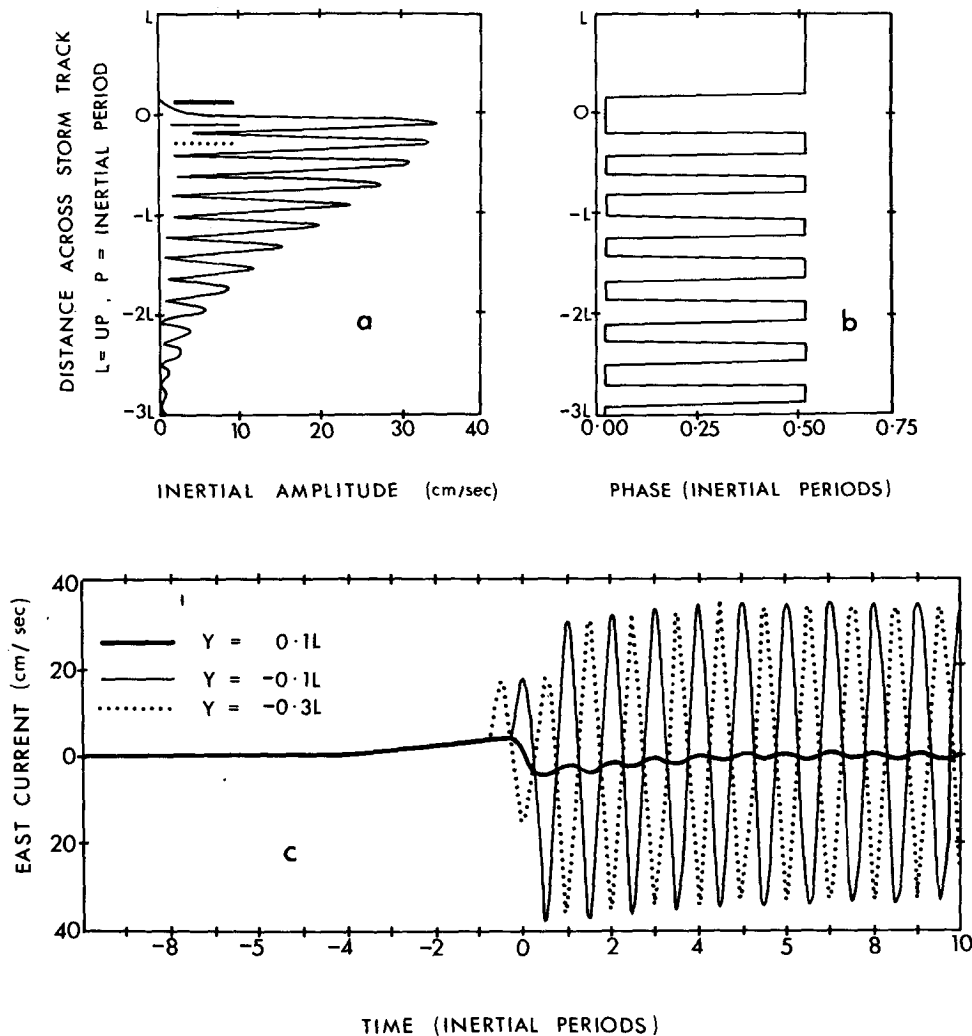 DISTANCE ACROSS STORM TRACK
L = UP , P = INERTIAL PERIOD
L
O
-L
-2L
-3L
a
0 10 20 30 40
INERTIAL AMPLITUDE (cm/sec)
L
O
-L
-2L
-3L
b
0·00 0·25 0·50 0·75
PHASE (INERTIAL PERIODS)
EAST CURRENT (cm/sec)
40
20
0
20
40
Y = 0·1L
Y = -0·1L
Y = -0·3L
c
-8 -5 -4 -2 0 2 4 5 8 10
TIME (INERTIAL PERIODS)